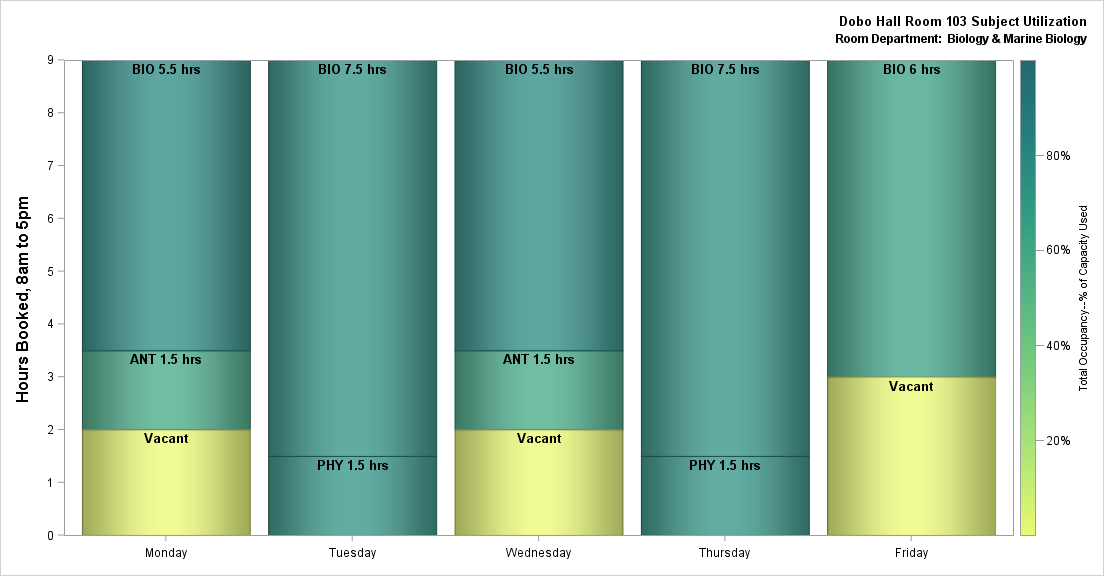 Dobo Hall Room 103 Subject Utilization
Room Department: Biology & Marine Biology
Hours Booked, 8am to 5pm
9
8
7
6
5
4
3
2
1
0
BIO 5.5 hrs
ANT 1.5 hrs
Vacant
BIO 7.5 hrs
PHY 1.5 hrs
BIO 5.5 hrs
ANT 1.5 hrs
Vacant
BIO 7.5 hrs
PHY 1.5 hrs
BIO 6 hrs
Vacant
Monday
Tuesday
Wednesday
Thursday
Friday
80%
60%
40%
20%
Total Occupancy--% of Capacity Used